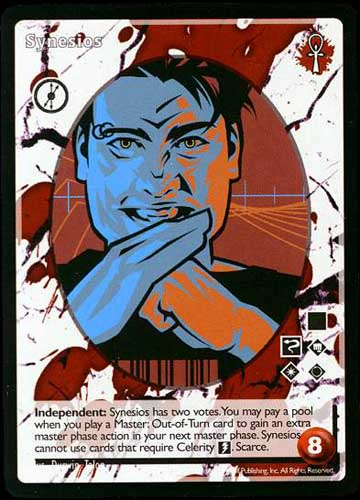 Synesios
Independent: Synesios has two votes. You may pay a pool
when you play a Master: Out-of-Turn card to gain an extra
master phase action in your next master phase. Synesios
cannot use cards that require Celerity . Scarce.
8
Publishing, Inc. All Rights Reserved.